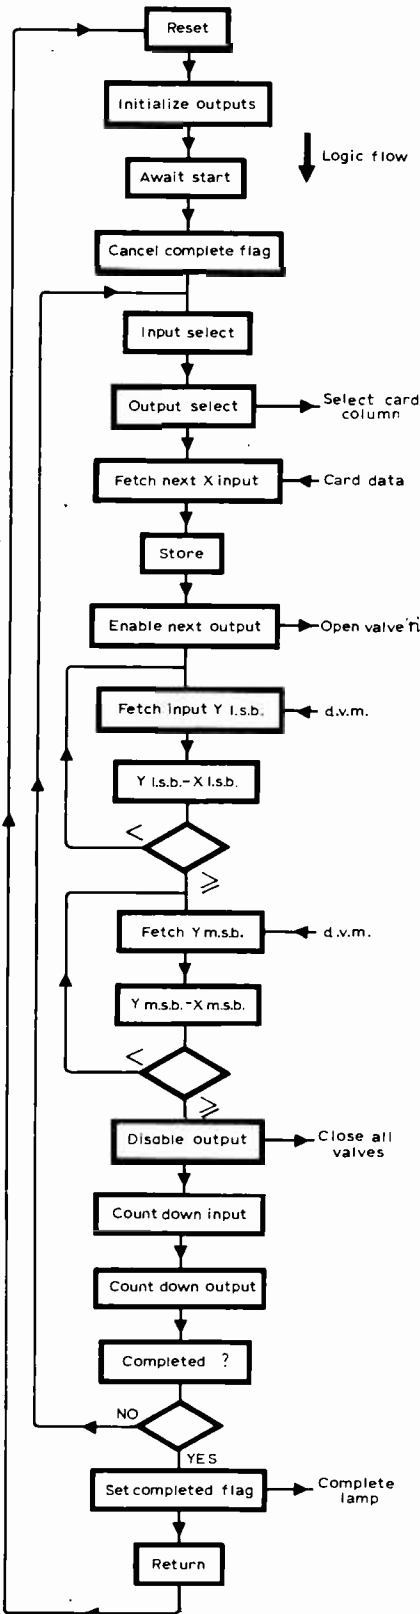 Reset
Initialize outputs
Logic flow
Await start
Cancel complete flag
Input select
Output select
Select card
column
Fetch next X input
Card data
Store
Enable next output
Open valve 'n'
Fetch input Y l.s.b.
d.v.m.
Y l.s.b.-X l.s.b.
<
⩾
Fetch Y m.s.b.
d.v.m.
Y m.s.b.-X m.s.b.
<
⩾
Disable output
Close all
valves
Count down input
Count down output
Completed ?
NO
YES
Set completed flag
Complete
lamp
Return